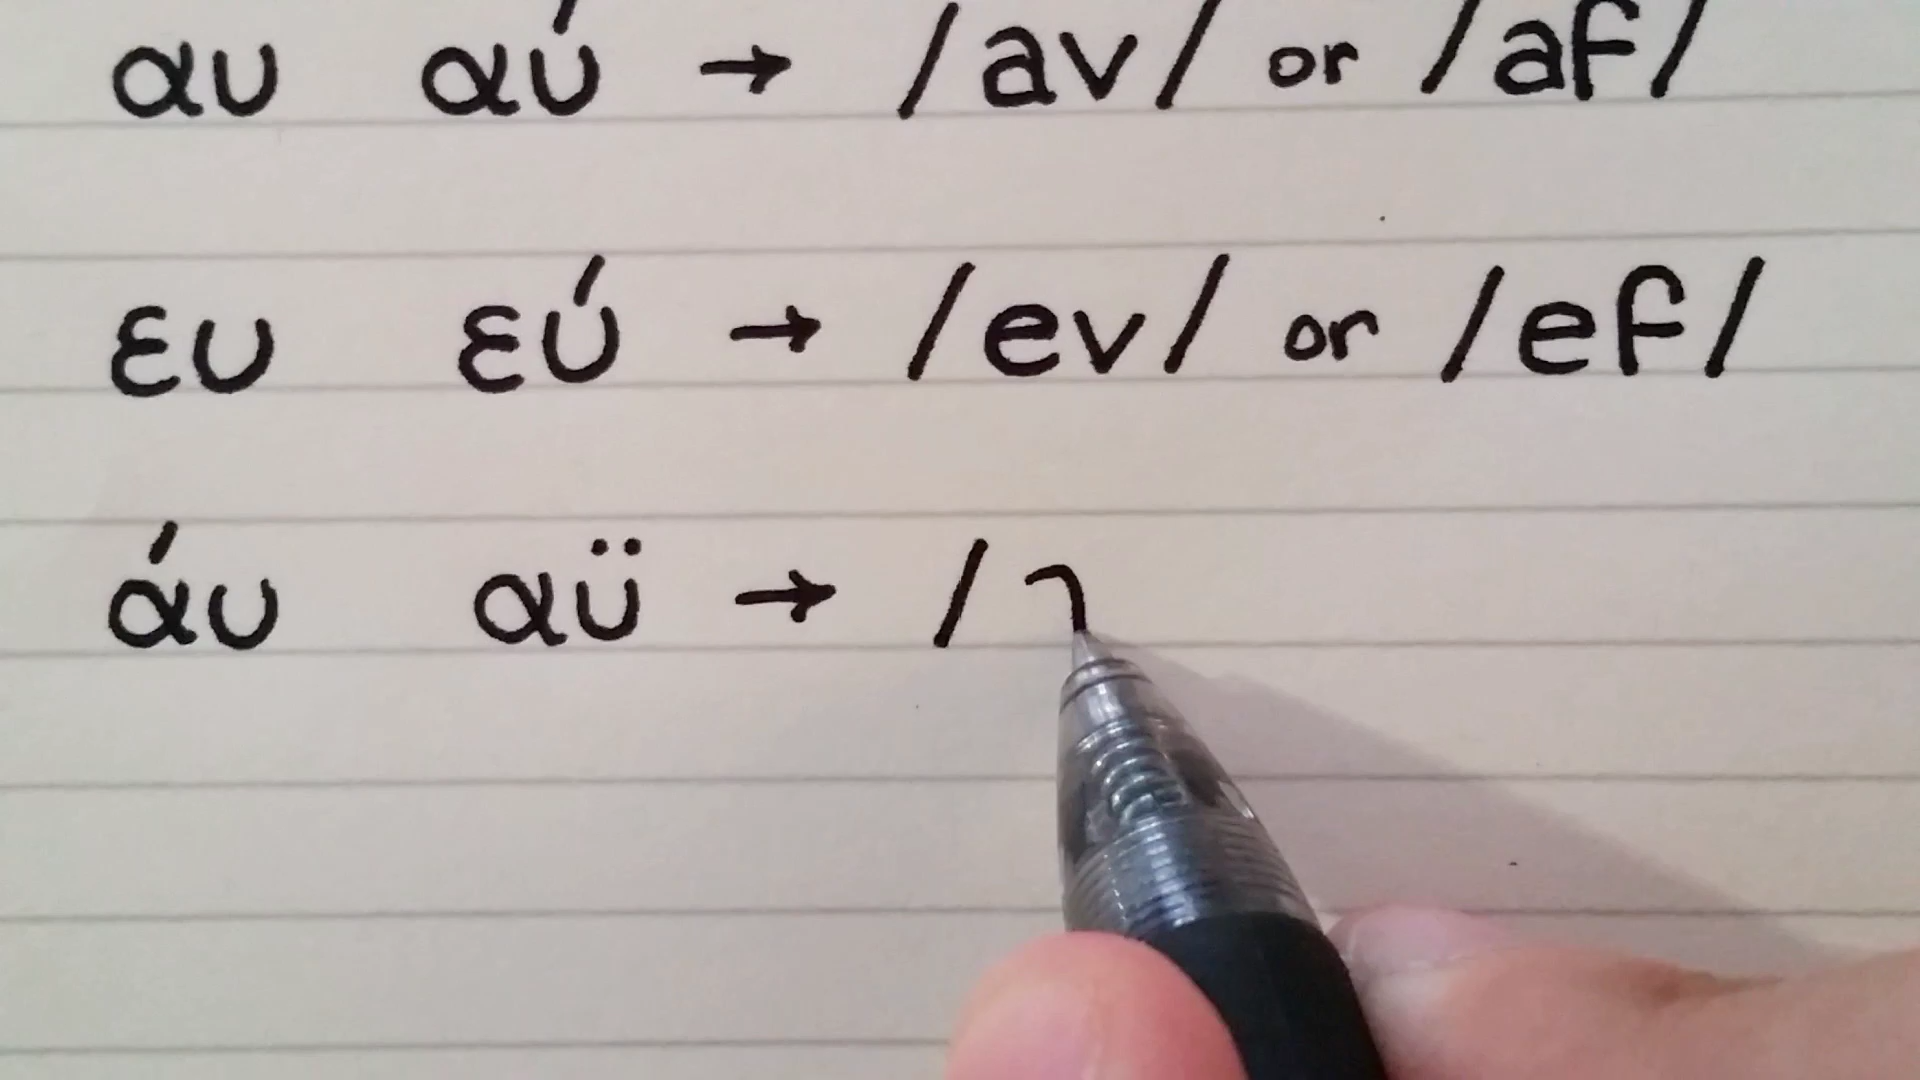 αυ αύ → /av/ or /af/
ευ εύ → /ev/ or /ef/
άυ αϋ → /